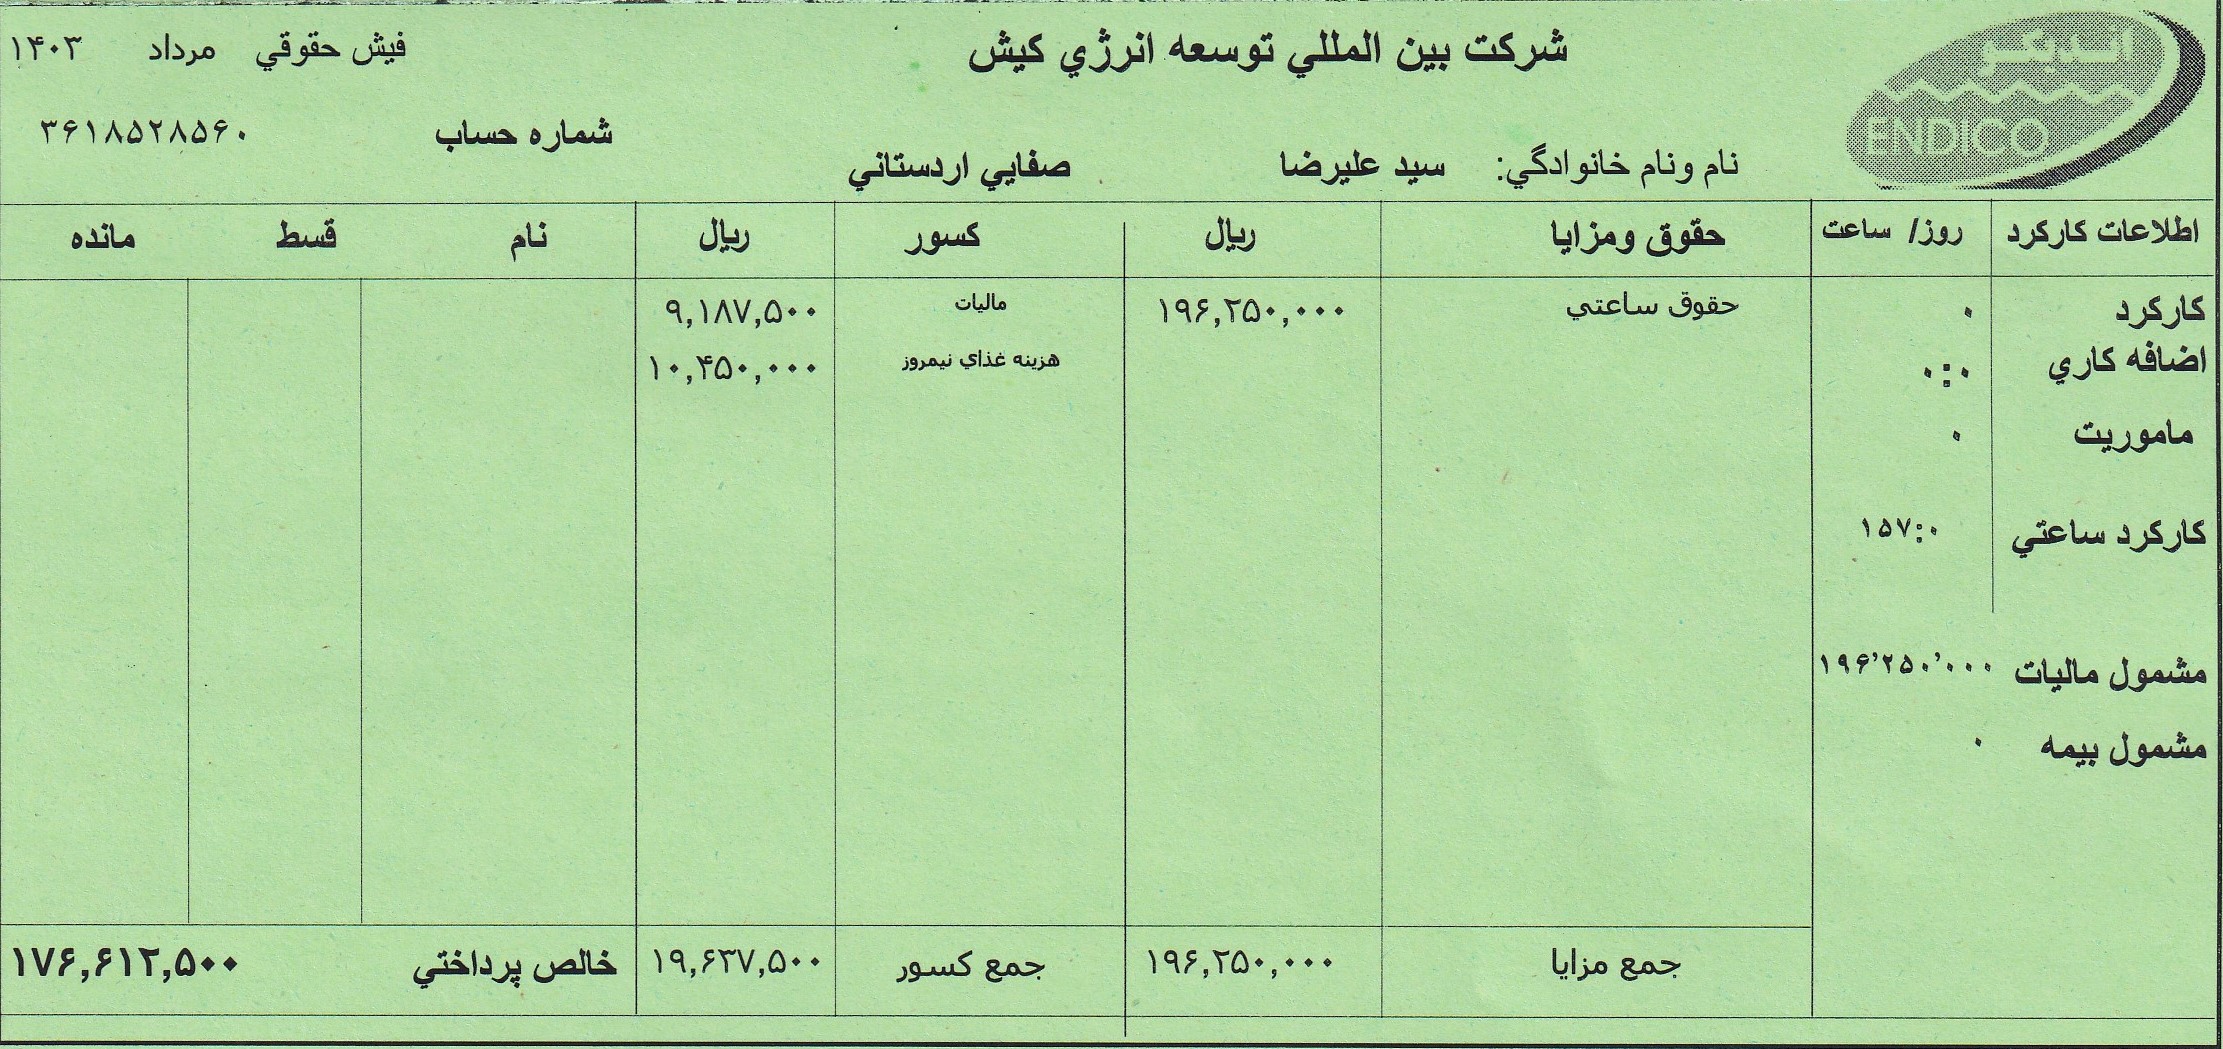 اندیکو
ENDICO
شركت بين المللي توسعه انرژي كيش
فيش حقوقي مرداد ۱۴۰۳
شماره حساب ۳۶۱۸۵۲۸۵۶۰
نام ونام خانوادگي: سيد عليرضا صفايي اردستاني
اطلاعات كاركرد روز/ ساعت حقوق ومزايا ريال كسور ريال نام قسط مانده
كاركرد ۰ حقوق ساعتي ۱۹۶,۲۵۰,۰۰۰ ماليات ۹,۱۸۷,۵۰۰
اضافه كاري ۰:۰ هزينه غذاي نيمروز ۱۰,۴۵۰,۰۰۰
ماموريت ۰
كاركرد ساعتي ۱۵۷:۰
مشمول ماليات ۱۹۶٬۲۵۰٬۰۰۰
مشمول بيمه ۰
جمع مزايا ۱۹۶,۲۵۰,۰۰۰ جمع كسور ۱۹,۶۳۷,۵۰۰ خالص پرداختي ۱۷۶,۶۱۲,۵۰۰